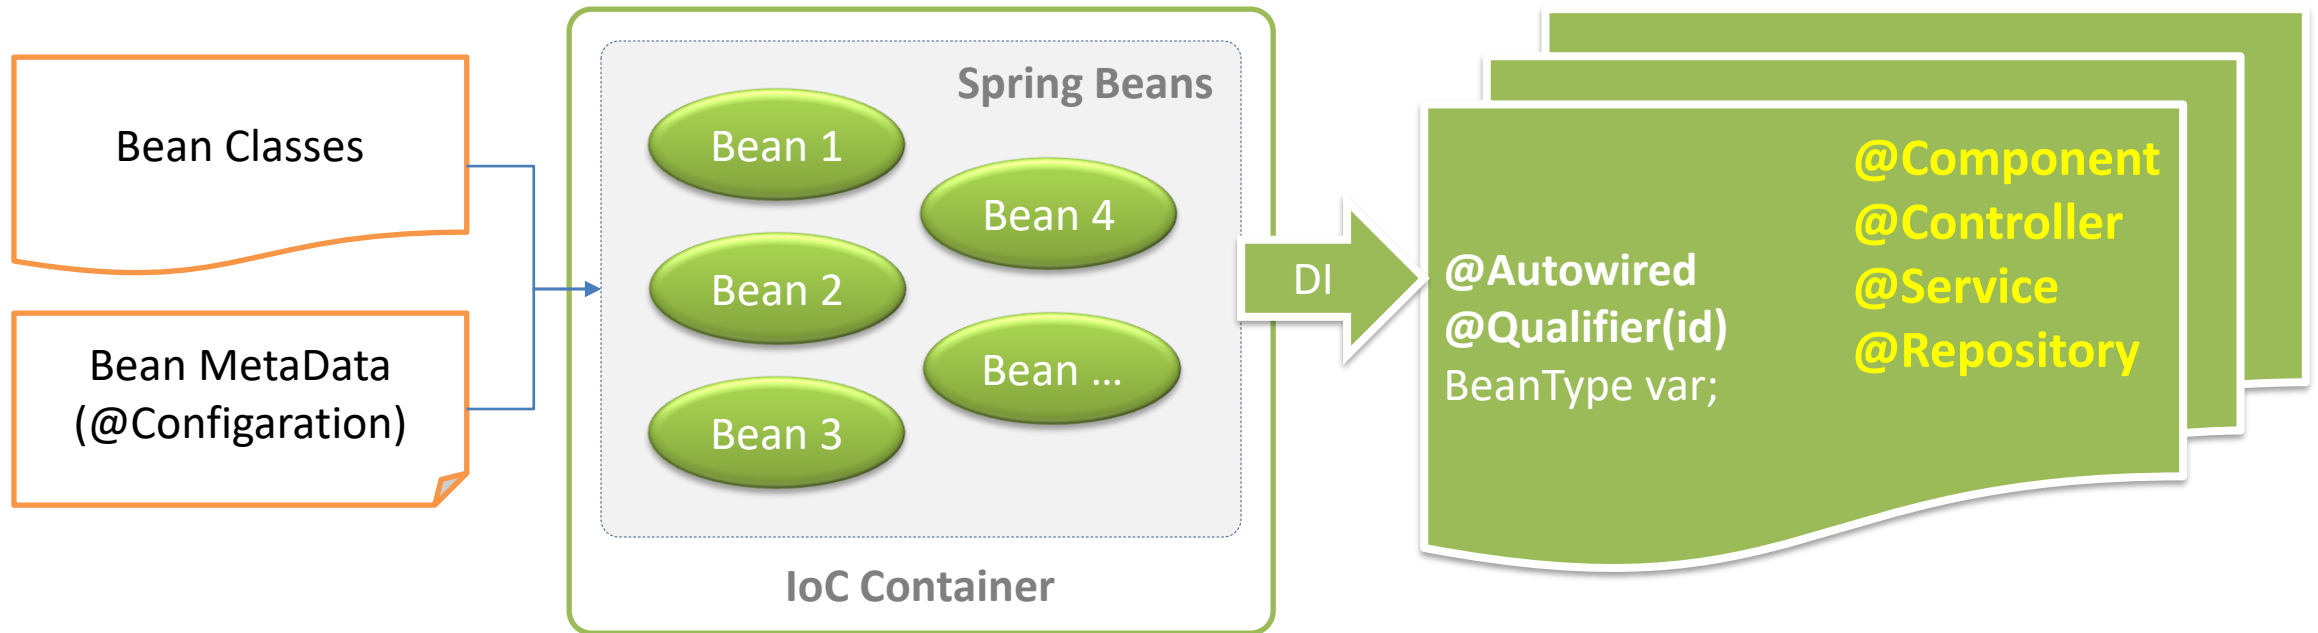 Bean Classes
Bean MetaData
(@Configaration)
Spring Beans
Bean 1
Bean 2
Bean 3
Bean 4
Bean ...
IoC Container
DI
@Autowired
@Qualifier(id)
BeanType var;
@Component
@Controller
@Service
@Repository